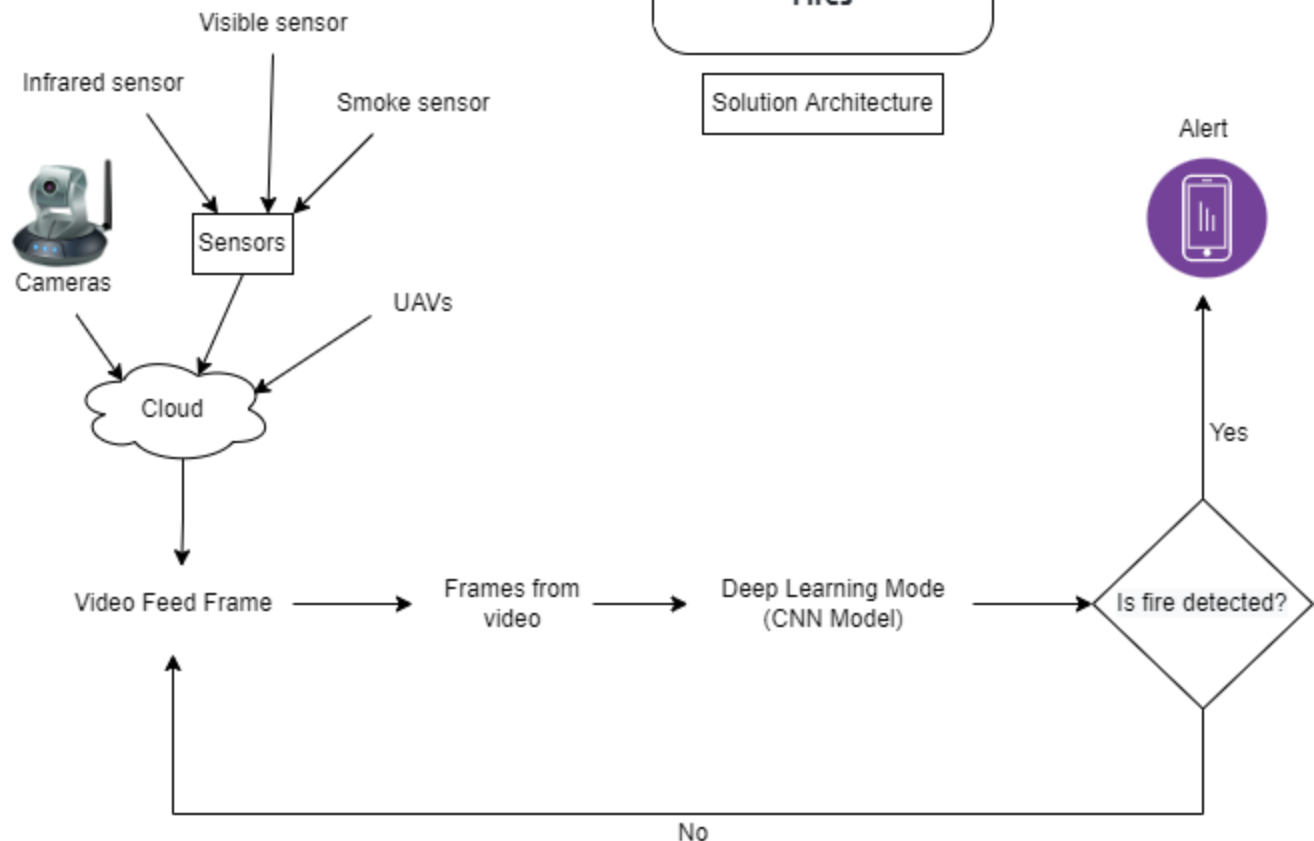 Visible sensor
Infrared sensor
Smoke sensor
Solution Architecture
Alert
Sensors
Cameras
UAVs
Cloud
Yes
Video Feed Frame
Frames from
video
Deep Learning Mode
(CNN Model)
Is fire detected?
No